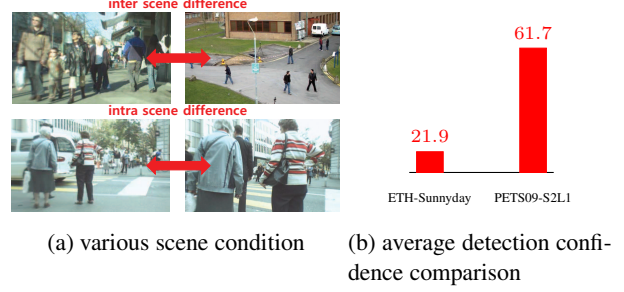 inter scene difference
intra scene difference
61.7
21.9
ETH-Sunnyday PETS09-S2L1
(a) various scene condition
(b) average detection confi-
dence comparison